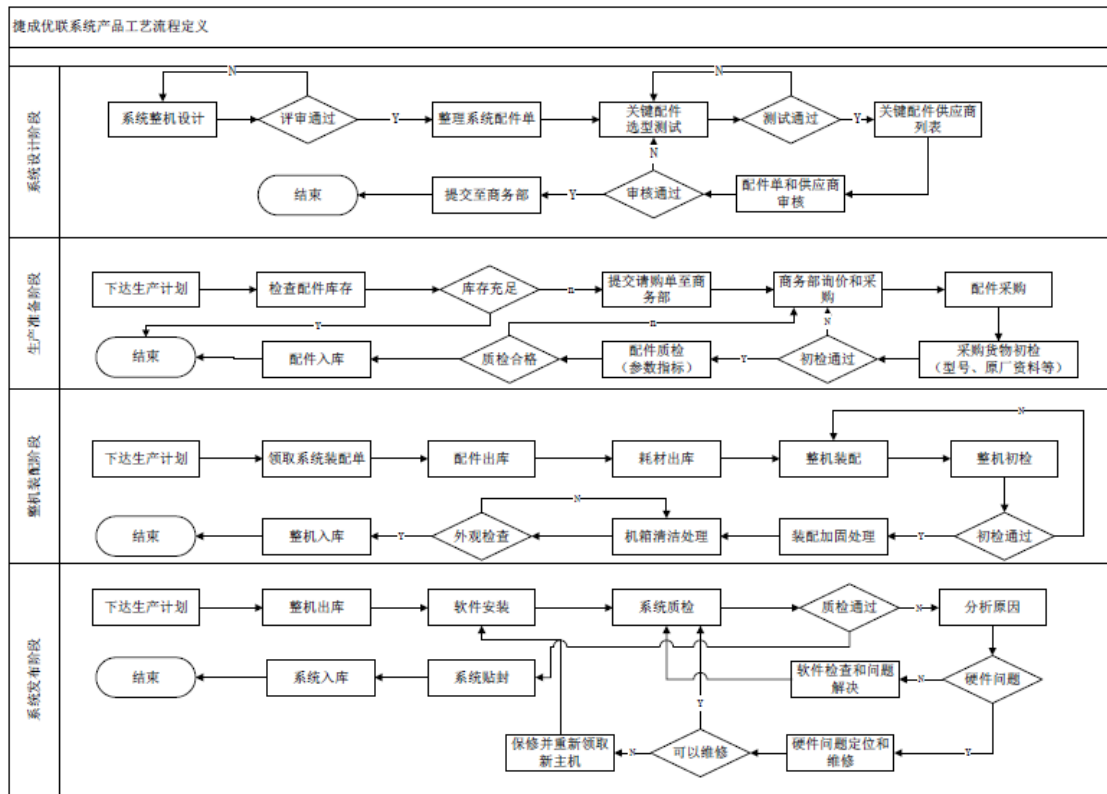 捷成优联系统产品工艺流程定义
系统设计阶段
N
N
系统整机设计
评审通过
Y
整理系统配件单
关键配件
选型测试
测试通过
Y
关键配件供应商
列表
N
结束
提交至商务部
Y
审核通过
配件单和供应商
审核
生产准备阶段
下达生产计划
检查配件库存
库存充足
n
提交请购单至商
务部
商务部询价和采
购
配件采购
Y
n
N
结束
配件入库
质检合格
Y
配件质检
(参数指标)
初检通过
采购货物初检
(型号、原厂资料等)
整机装配阶段
N
下达生产计划
领取系统装配单
配件出库
耗材出库
整机装配
整机初检
N
结束
整机入库
Y
外观检查
机箱清洁处理
装配加固处理
Y
初检通过
系统发布阶段
下达生产计划
整机出库
软件安装
系统质检
质检通过
N
分析原因
结束
系统入库
系统贴封
软件检查和问题
解决
N
硬件问题
Y
保修并重新领取
新主机
N
可以维修
硬件问题定位和
维修
Y